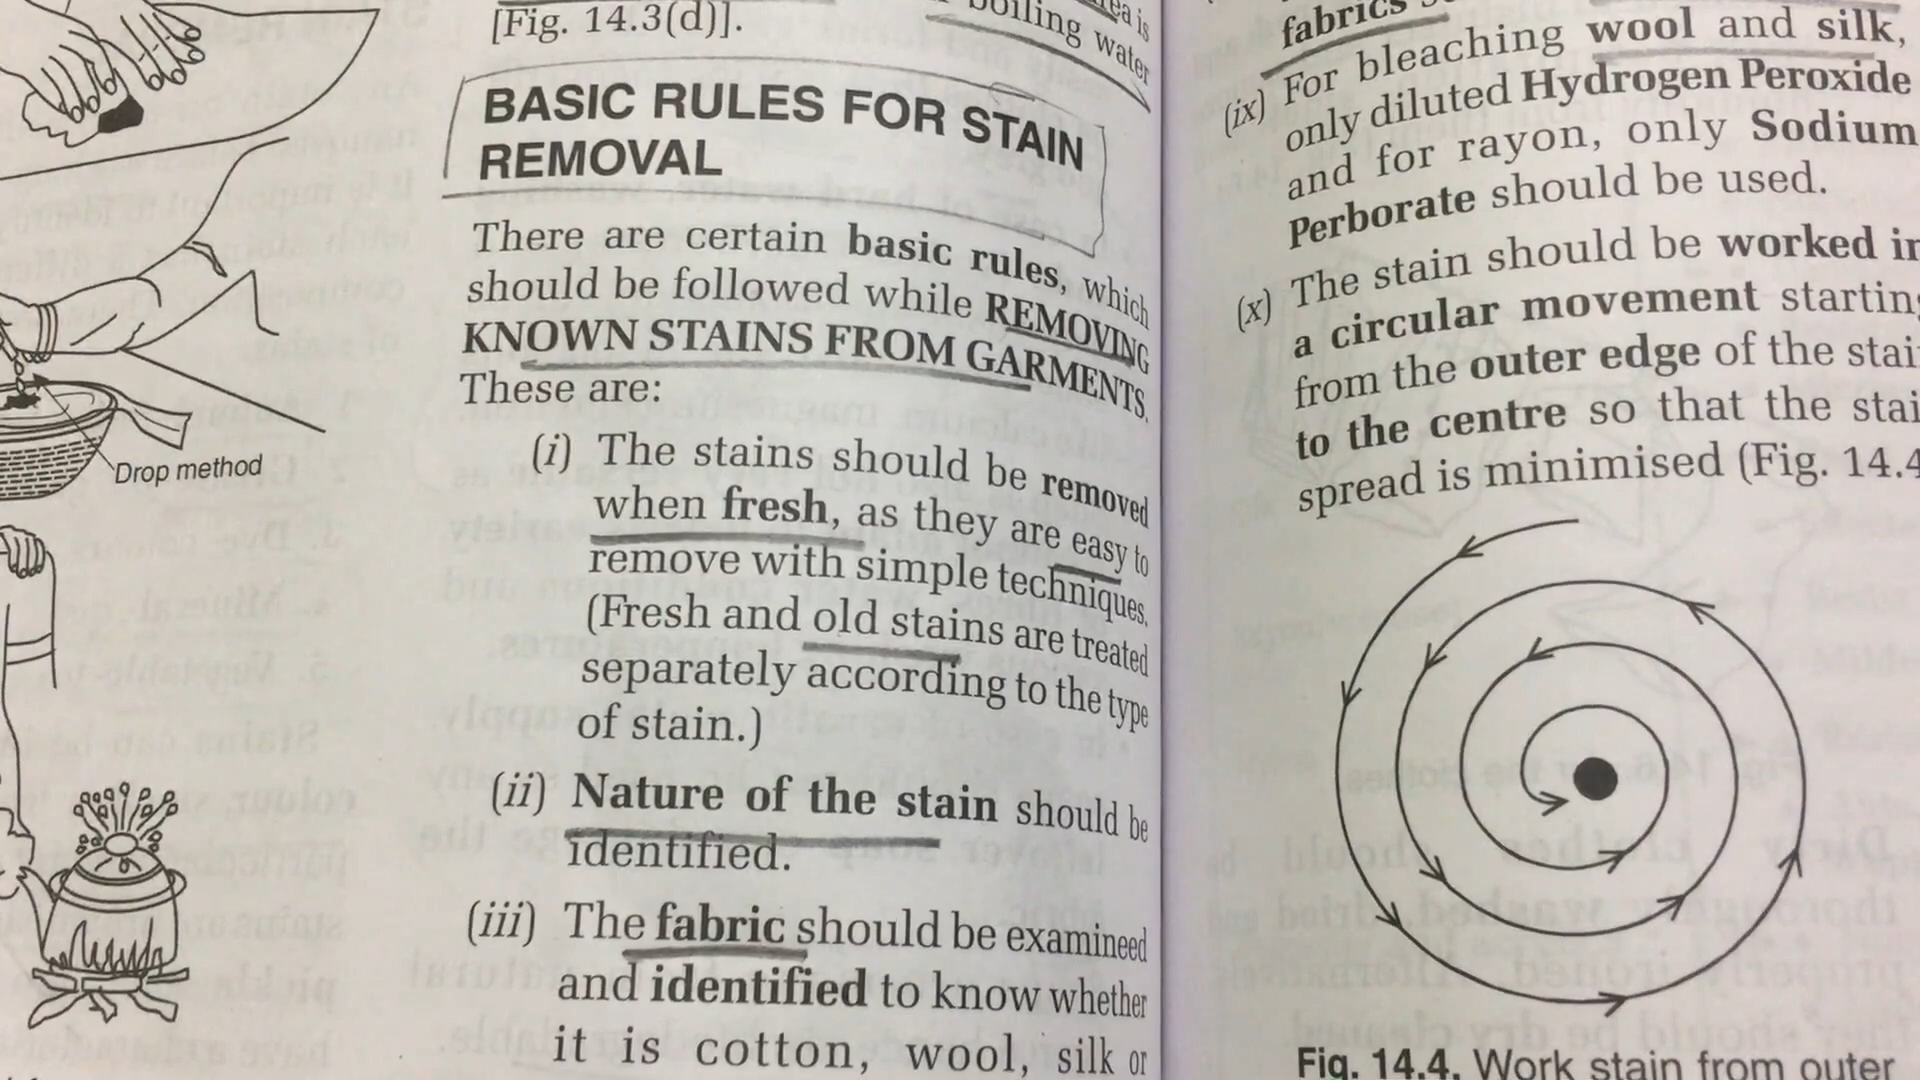 [Fig. 14.3(d)].
boiling water
BASIC RULES FOR STAIN
REMOVAL
There are certain basic rules, which
should be followed while REMOVING
KNOWN STAINS FROM GARMENTS.
These are:
(i) The stains should be removed
when fresh, as they are easy to
remove with simple techniques.
(Fresh and old stains are treated
separately according to the type
of stain.)
(ii) Nature of the stain should be
identified.
(iii) The fabric should be examineed
and identified to know whether
it is cotton, wool, silk or
Drop method
fabrics
(ix) For bleaching wool and silk,
only diluted Hydrogen Peroxide
and for rayon, only Sodium
Perborate should be used.
(x) The stain should be worked in
a circular movement starting
from the outer edge of the stai
to the centre so that the stai
spread is minimised (Fig. 14.4
Fig. 14.4. Work stain from outer